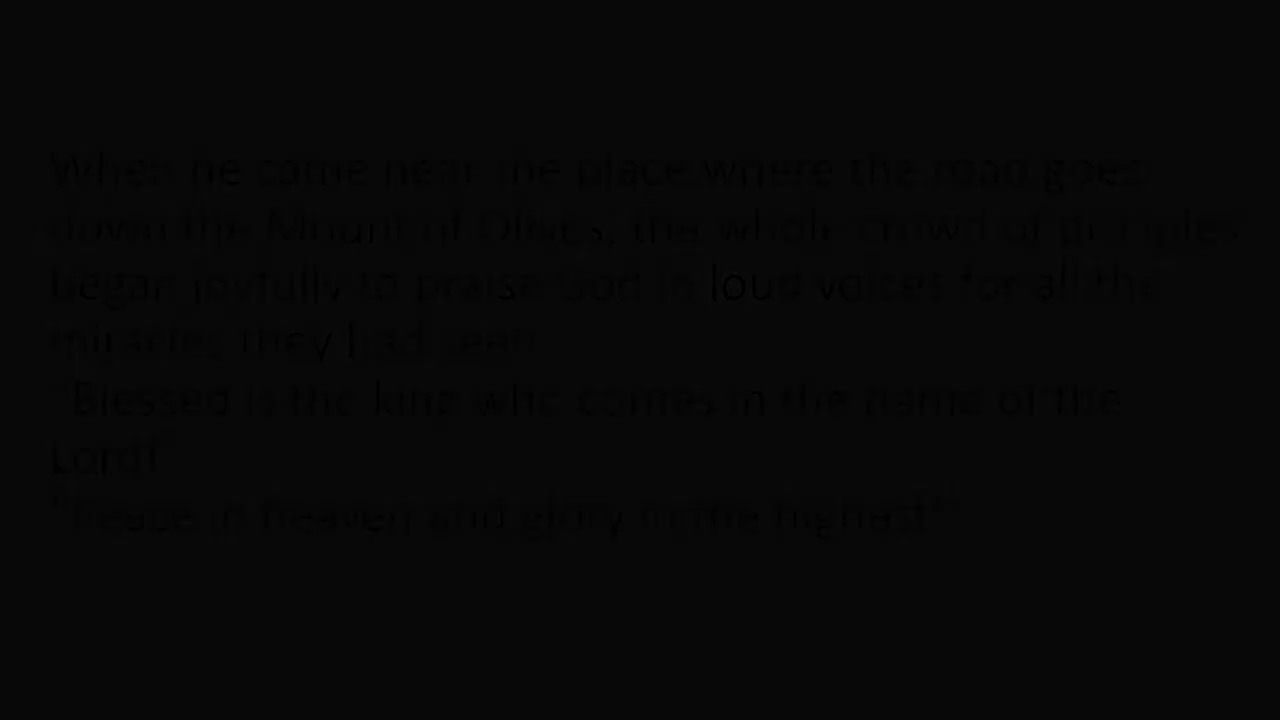 When he came near the place where the road goes
down the Mount of Olives, the whole crowd of disciples
began joyfully to praise God in loud voices for all the
miracles they had seen
"Blessed is the king who comes in the name of the
Lord!
"Peace in heaven and glory in the highest!"